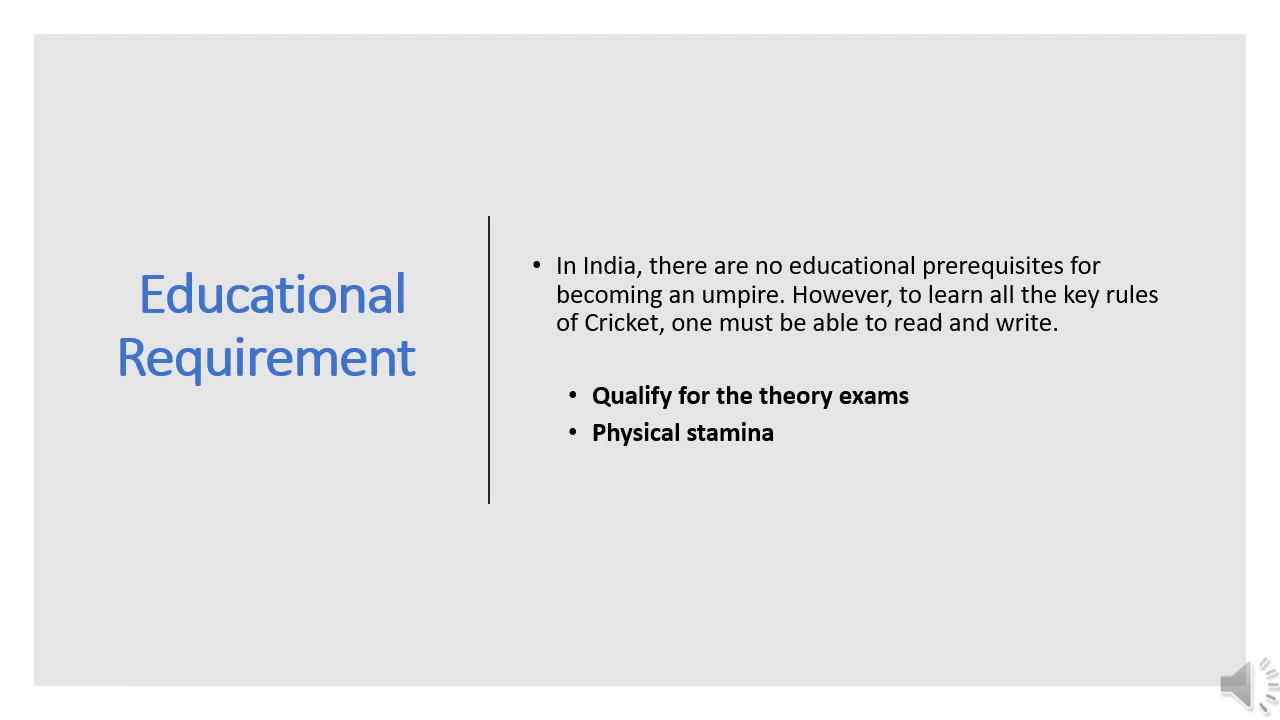 Educational
Requirement
• In India, there are no educational prerequisites for
becoming an umpire. However, to learn all the key rules
of Cricket, one must be able to read and write.
• Qualify for the theory exams
• Physical stamina